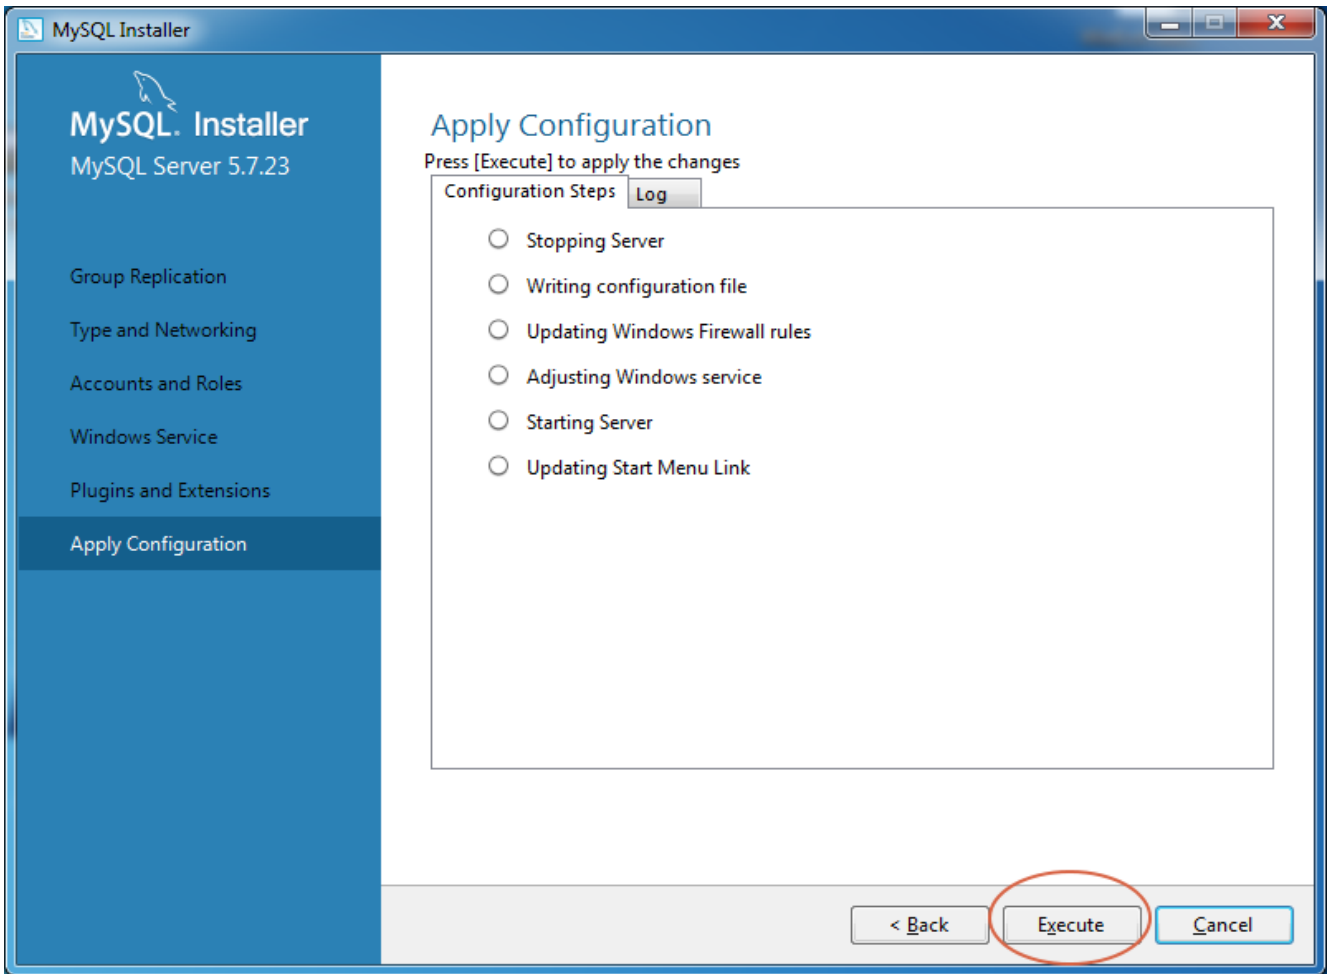 MySQL Installer
MySQL. Installer
MySQL Server 5.7.23
Group Replication
Type and Networking
Accounts and Roles
Windows Service
Plugins and Extensions
Apply Configuration
Apply Configuration
Press [Execute] to apply the changes
Configuration Steps
Log
Stopping Server
Writing configuration file
Updating Windows Firewall rules
Adjusting Windows service
Starting Server
Updating Start Menu Link
< Back
Execute
Cancel